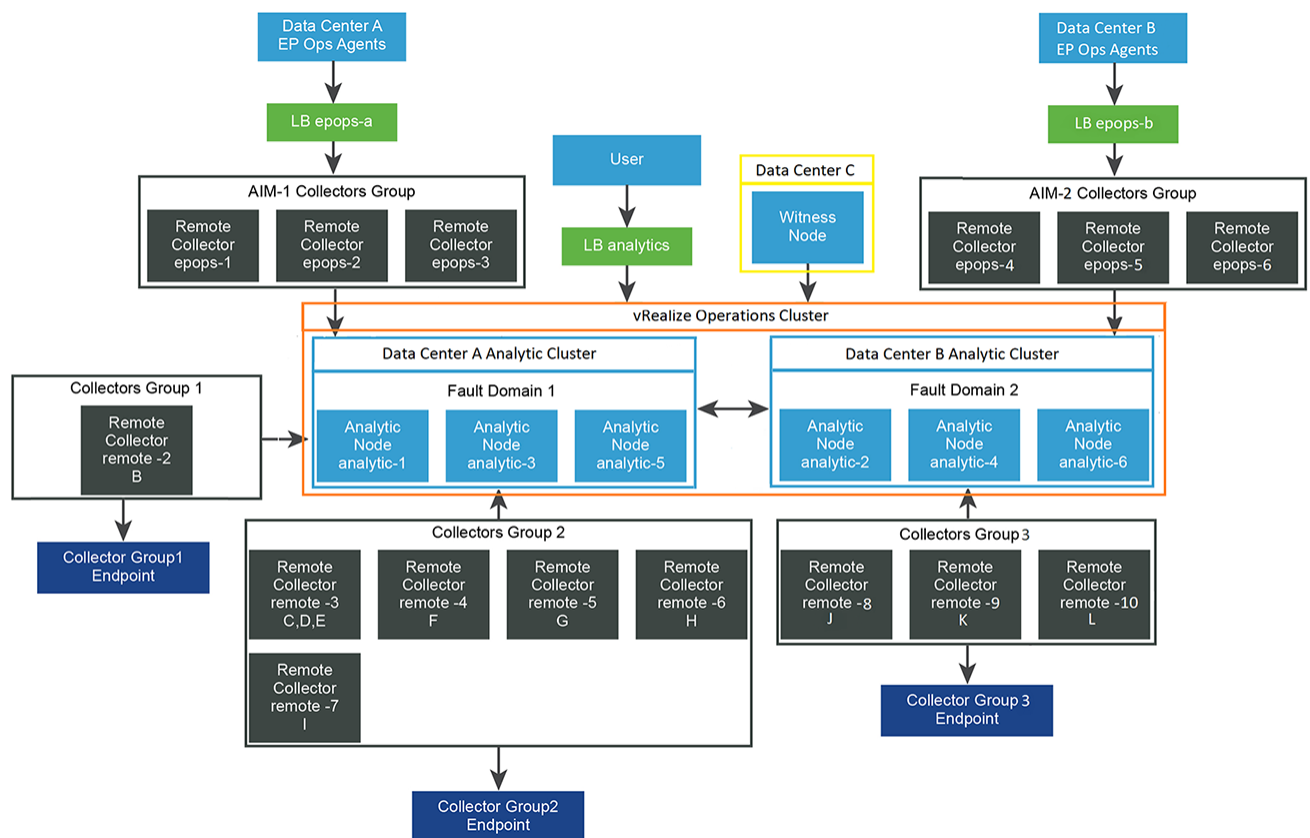 Data Center A
EP Ops Agents
Data Center B
EP Ops Agents
LB epops-a
LB epops-b
User
Data Center C
Witness
Node
LB analytics
AIM-1 Collectors Group
Remote
Collector
epops-1
Remote
Collector
epops-2
Remote
Collector
epops-3
AIM-2 Collectors Group
Remote
Collector
epops-4
Remote
Collector
epops-5
Remote
Collector
epops-6
vRealize Operations Cluster
Data Center A Analytic Cluster
Fault Domain 1
Analytic
Node
analytic-1
Analytic
Node
analytic-3
Analytic
Node
analytic-5
Data Center B Analytic Cluster
Fault Domain 2
Analytic
Node
analytic-2
Analytic
Node
analytic-4
Analytic
Node
analytic-6
Collectors Group 1
Remote
Collector
remote -2
B
Collector Group1
Endpoint
Collectors Group 2
Remote
Collector
remote -3
C,D,E
Remote
Collector
remote -4
F
Remote
Collector
remote -5
G
Remote
Collector
remote -6
H
Remote
Collector
remote -7
I
Collector Group2
Endpoint
Collectors Group 3
Remote
Collector
remote -8
J
Remote
Collector
remote -9
K
Remote
Collector
remote -10
L
Collector Group 3
Endpoint